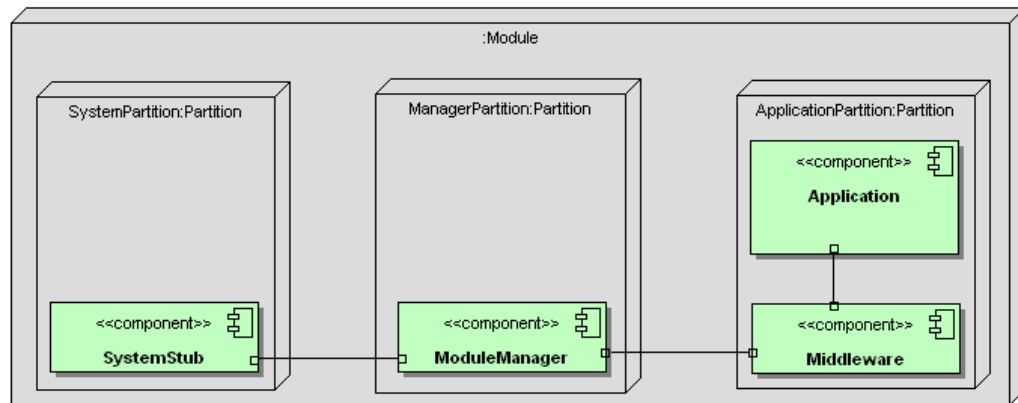 :Module
SystemPartition:Partition
<<component>>
SystemStub
ManagerPartition:Partition
<<component>>
ModuleManager
ApplicationPartition:Partition
<<component>>
Application
<<component>>
Middleware